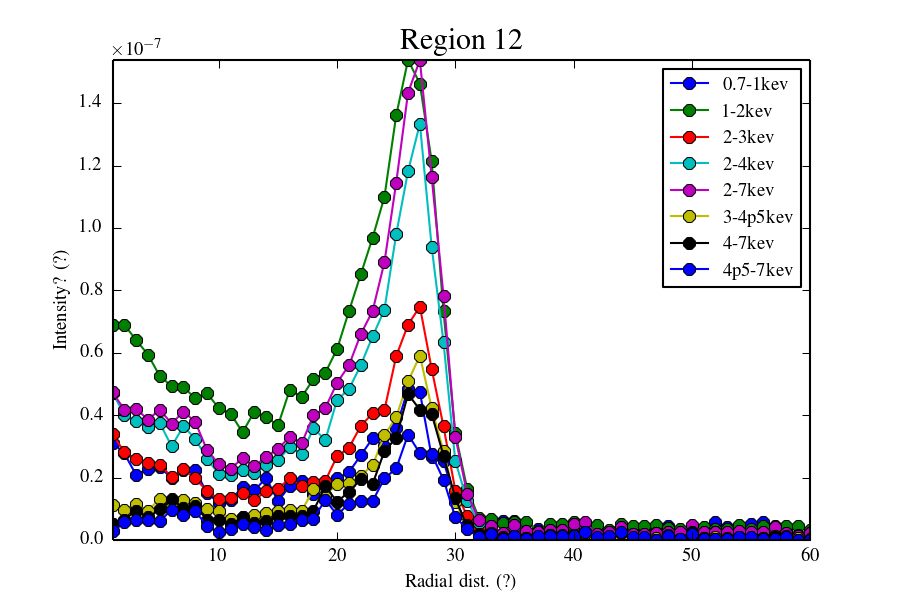 Region 12
×10⁻⁷
1.4
1.2
1.0
0.8
0.6
0.4
0.2
0.0
Intensity? (?)
0.7-1kev
1-2kev
2-3kev
2-4kev
2-7kev
3-4p5kev
4-7kev
4p5-7kev
10 20 30 40 50 60
Radial dist. (?)